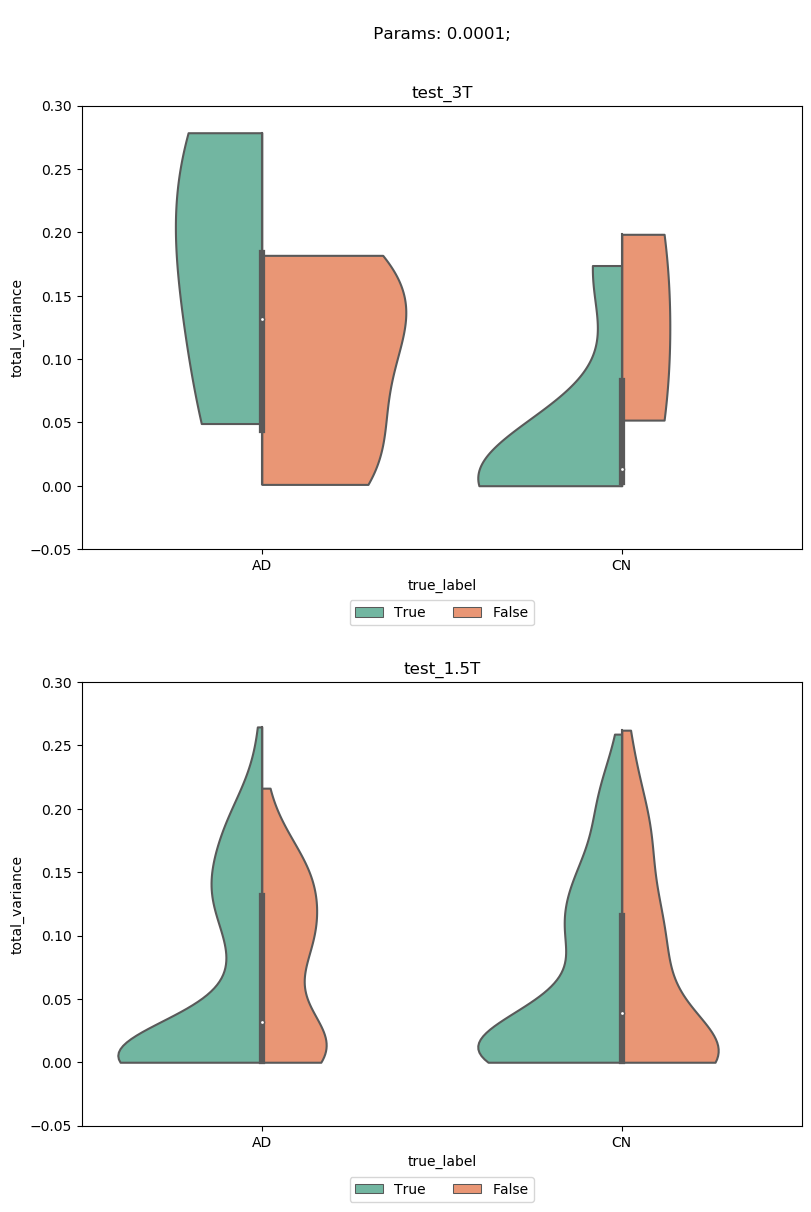 Params: 0.0001;
test_3T
0.30
0.25
0.20
0.15
0.10
0.05
0.00
−0.05
total_variance
AD CN
true_label
True False
test_1.5T
0.30
0.25
0.20
0.15
0.10
0.05
0.00
−0.05
total_variance
AD CN
true_label
True False